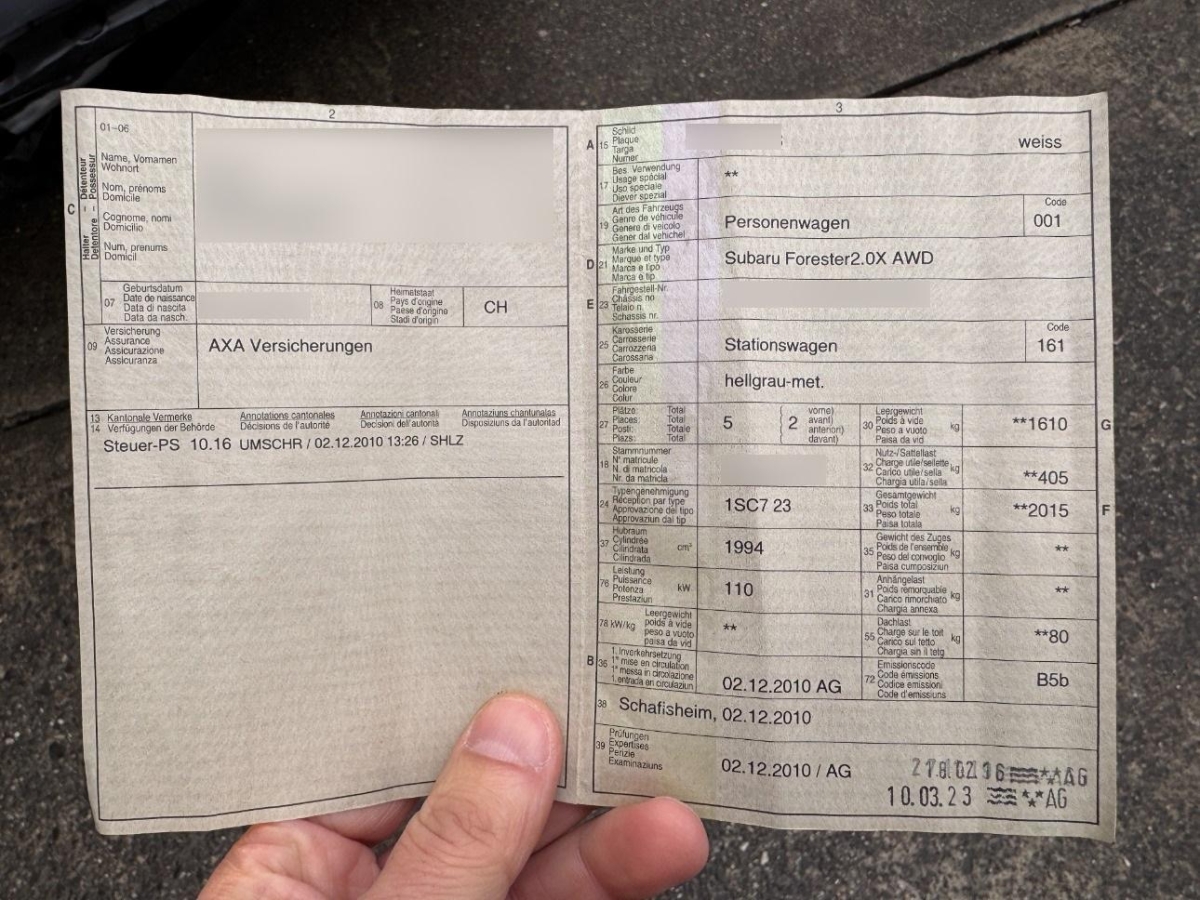 2
01–06
Halter – Détenteur
Detentore – Possessur
C
Name, Vornamen
Wohnort
Nom, prénoms
Domicile
Cognome, nomi
Domicilio
Num, prenums
Domicil
07
Geburtsdatum
Date de naissance
Data di nascita
Data da nasch.
08
Heimatstaat
Pays d'origine
Paese d'origine
Stadi d'origin
CH
09
Versicherung
Assurance
Assicurazione
Assicuranza
AXA Versicherungen
13 Kantonale Vermerke Annotations cantonales Annotazioni cantonali Annotaziuns chantunalas
14 Verfügungen der Behörde Décisions de l'autorité Decisioni dell'autorità Disposiziuns da l'autoritad
Steuer-PS 10.16 UMSCHR / 02.12.2010 13:26 / SHLZ
3
A 15
Schild
Plaque
Targa
Numer
weiss
17
Bes. Verwendung
Usage spécial
Uso speciale
Diever spezial
**
19
Art des Fahrzeugs
Genre de véhicule
Genere di veicolo
Gener dal vehichel
Personenwagen
Code
001
D 21
Marke und Typ
Marque et type
Marca e tipo
Marca e tip
Subaru Forester2.0X AWD
E 23
Fahrgestell-Nr.
Châssis no
Telaio n.
Schassis nr.
25
Karosserie
Carrosserie
Carrozzeria
Carossaria
Stationswagen
Code
161
26
Farbe
Couleur
Colore
Colur
hellgrau-met.
27
Plätze: Total
Places: Total
Posti: Totale
Plazs: Total
5
2
vorne)
avant)
anteriori)
davant)
30
Leergewicht
Poids à vide
Peso a vuoto
Paisa da vid
kg
**1610
G
18
Stammnummer
N° matricule
N. di matricola
Nr. da matricla
32
Nutz-/Sattellast
Charge utile/sellette
Carico utile/sella
Chargia utila/sella
kg
**405
24
Typengenehmigung
Réception par type
Approvazione del tipo
Approvaziun dal tip
1SC7 23
33
Gesamtgewicht
Poids total
Peso totale
Paisa totala
kg
**2015
F
37
Hubraum
Cylindrée
Cilindrata
Cilindrada
cm³
1994
35
Gewicht des Zuges
Poids de l'ensemble
Peso del convoglio
Paisa cumposiziun
kg
**
76
Leistung
Puissance
Potenza
Prestaziun
kW
110
31
Anhängelast
Poids remorquable
Carico rimorchiato
Chargia annexa
kg
**
78 kW/kg
Leergewicht
poids à vide
peso a vuoto
paisa da vid
**
55
Dachlast
Charge sur le toit
Carico sul tetto
Chargia sin il tetg
kg
**80
B 36
1. Inverkehrsetzung
1re mise en circulation
1a messa in circolazione
1. entrada en circulaziun
02.12.2010 AG
72
Emissionscode
Code émissions
Codice emissioni
Code d'emissiuns
B5b
38
Schafisheim, 02.12.2010
39
Prüfungen
Expertises
Perizie
Examinaziuns
02.12.2010 / AG
AG
10.03.23 **AG